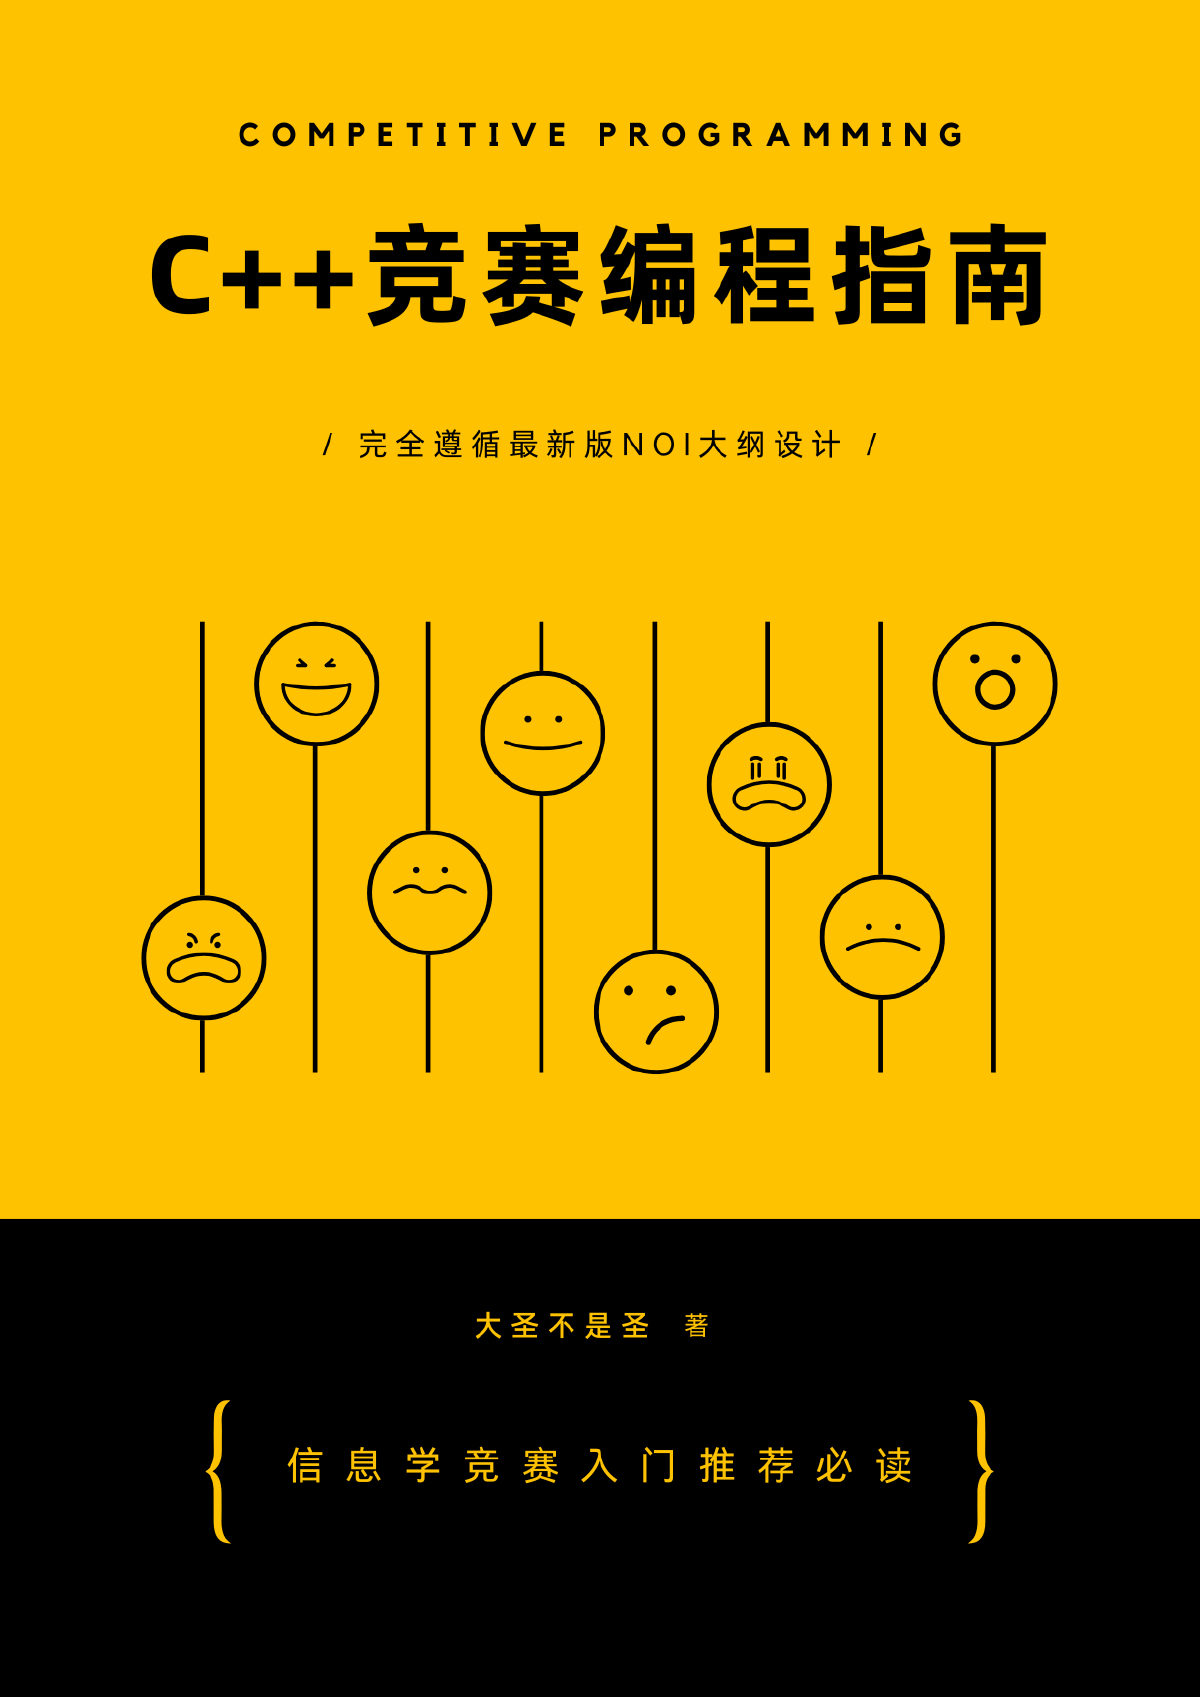 COMPETITIVE PROGRAMMING
C++竞赛编程指南
/ 完全遵循最新版NOI大纲设计 /
大圣不是圣 著
{ 信息学竞赛入门推荐必读 }